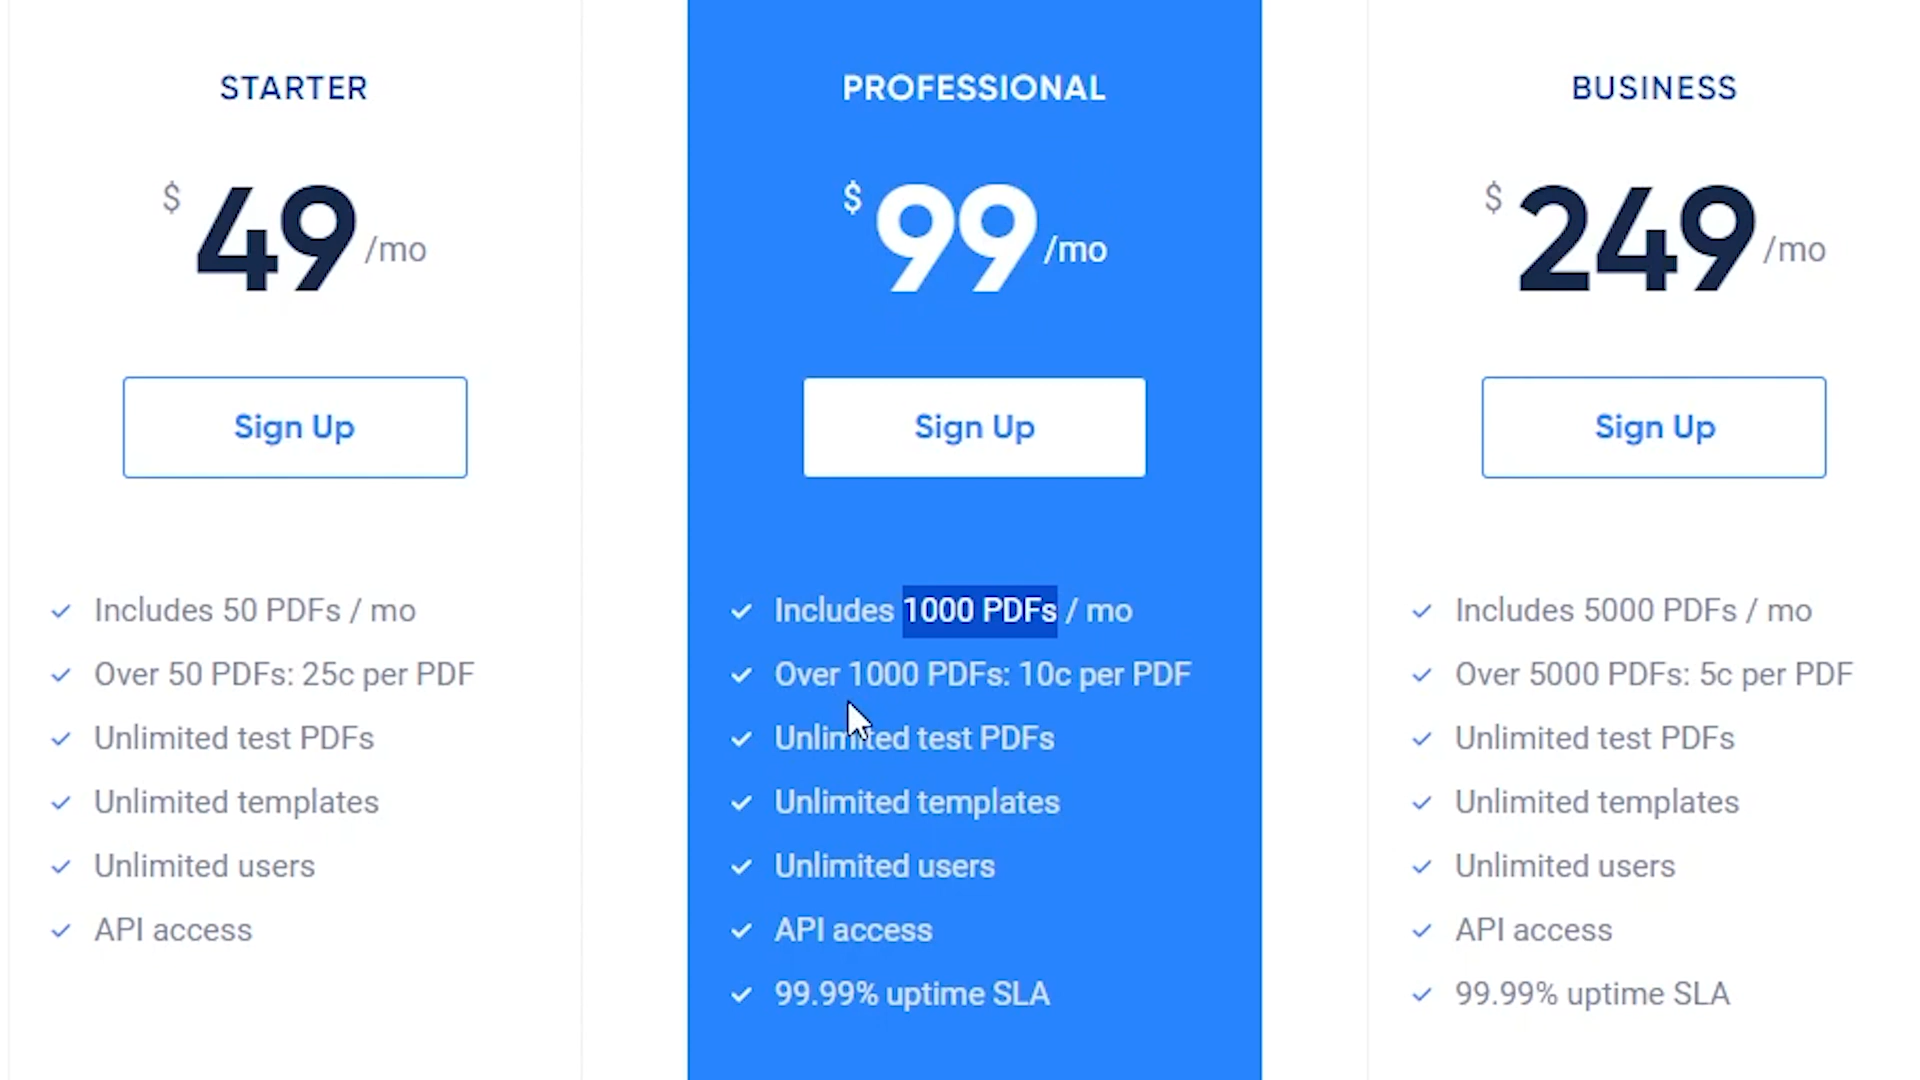 STARTER
$ 49 /mo
Sign Up
Includes 50 PDFs / mo
Over 50 PDFs: 25c per PDF
Unlimited test PDFs
Unlimited templates
Unlimited users
API access
PROFESSIONAL
$ 99 /mo
Sign Up
Includes 1000 PDFs / mo
Over 1000 PDFs: 10c per PDF
Unlimited test PDFs
Unlimited templates
Unlimited users
API access
99.99% uptime SLA
BUSINESS
$ 249 /mo
Sign Up
Includes 5000 PDFs / mo
Over 5000 PDFs: 5c per PDF
Unlimited test PDFs
Unlimited templates
Unlimited users
API access
99.99% uptime SLA